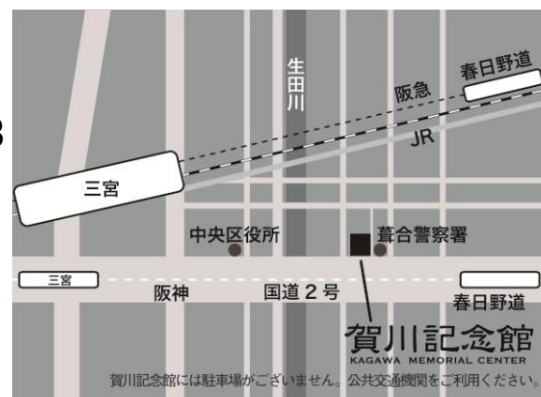 3
春日野道
阪急
生田川
JR
三宮
中央区役所
葺合警察署
三宮
阪神
国道2号
春日野道
賀川記念館
KAGAWA MEMORIAL CENTER
賀川記念館には駐車場がございません。公共交通機関をご利用ください。